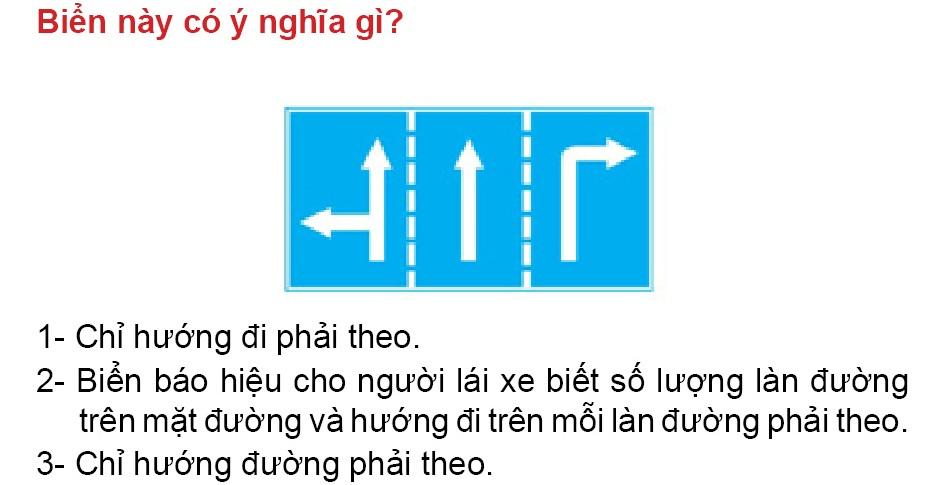 Biển này có ý nghĩa gì?
1- Chỉ hướng đi phải theo.
2- Biển báo hiệu cho người lái xe biết số lượng làn đường
trên mặt đường và hướng đi trên mỗi làn đường phải theo.
3- Chỉ hướng đường phải theo.